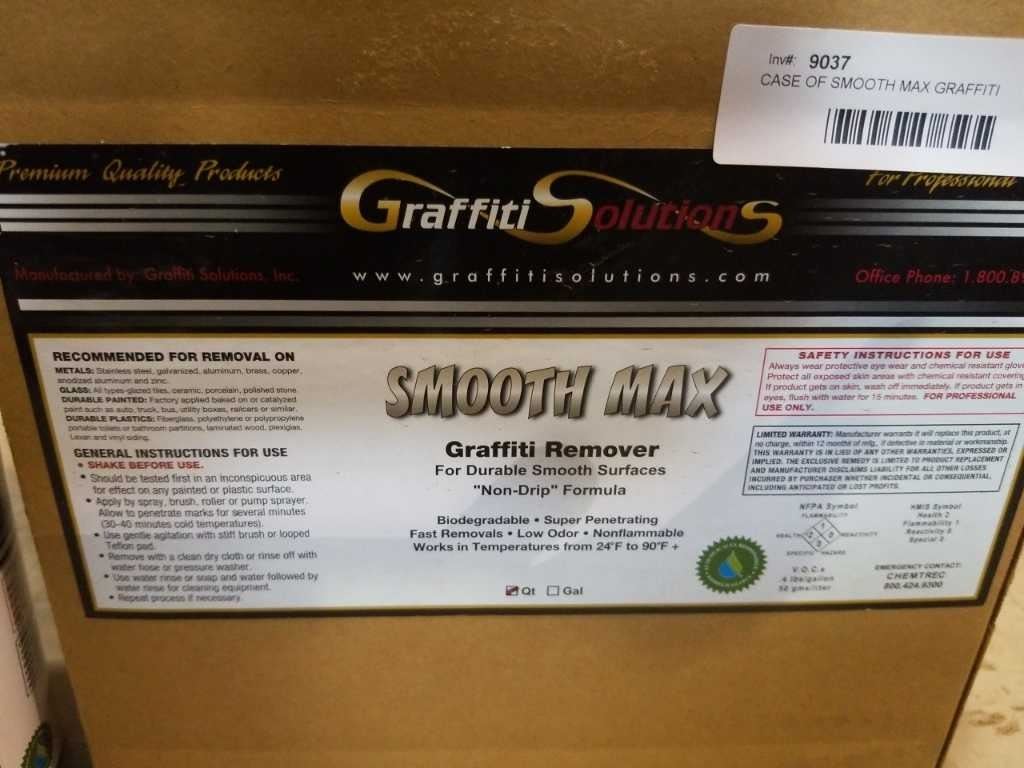 Inv#: 9037
CASE OF SMOOTH MAX GRAFFITI
Premium Quality Products
For Professional
Graffiti Solutions
Manufactured by: Graffiti Solutions, Inc.
www.graffitisolutions.com
Office Phone: 1.800.8
RECOMMENDED FOR REMOVAL ON
METALS: Stainless steel, galvanized, aluminum, brass, copper,
anodized aluminum and zinc.
GLASS: All types-glazed tiles, ceramic, porcelain, polished stone.
DURABLE PAINTED: Factory applied baked on or catalyzed
paint such as auto, truck, bus, utility boxes, railcars or similar.
DURABLE PLASTICS: Fiberglass, polyethylene or polypropylene
portable toilets or bathroom partitions, laminated wood, plexiglas,
Lexan and vinyl siding.
GENERAL INSTRUCTIONS FOR USE
• SHAKE BEFORE USE.
• Should be tested first in an inconspicuous area
for effect on any painted or plastic surface.
• Apply by spray, brush, roller or pump sprayer.
Allow to penetrate marks for several minutes
(30-40 minutes cold temperatures).
• Use gentle agitation with stiff brush or looped
Teflon pad.
• Remove with a clean dry cloth or rinse off with
water hose or pressure washer.
• Use water rinse or soap and water followed by
water rinse for cleaning equipment.
• Repeat process if necessary.
SMOOTH MAX
Graffiti Remover
For Durable Smooth Surfaces
"Non-Drip" Formula
Biodegradable • Super Penetrating
Fast Removals • Low Odor • Nonflammable
Works in Temperatures from 24°F to 90°F +
Qt Gal
SAFETY INSTRUCTIONS FOR USE
Always wear protective eye wear and chemical resistant glov
Protect all exposed skin areas with chemical resistant covering
If product gets on skin, wash off immediately. If product gets in
eyes, flush with water for 15 minutes. FOR PROFESSIONAL
USE ONLY.
LIMITED WARRANTY: Manufacturer warrants it will replace this product, at
no charge, within 12 months of mfg., if defective in material or workmanship.
THIS WARRANTY IS IN LIEU OF ANY OTHER WARRANTIES, EXPRESSED OR
IMPLIED. THE EXCLUSIVE REMEDY IS LIMITED TO PRODUCT REPLACEMENT
AND MANUFACTURER DISCLAIMS LIABILITY FOR ALL OTHER LOSSES
INCURRED BY PURCHASER WHETHER INCIDENTAL OR CONSEQUENTIAL,
INCLUDING ANTICIPATED OR LOST PROFITS.
NFPA Symbol
FLAMMABILITY
HEALTH
REACTIVITY
SPECIFIC HAZARD
V.O.C.s
.4 lbs/gallon
50 gms/liter
HMIS Symbol
Health 2
Flammability 1
Reactivity 0
Special 0
EMERGENCY CONTACT:
CHEMTREC
800.424.9300